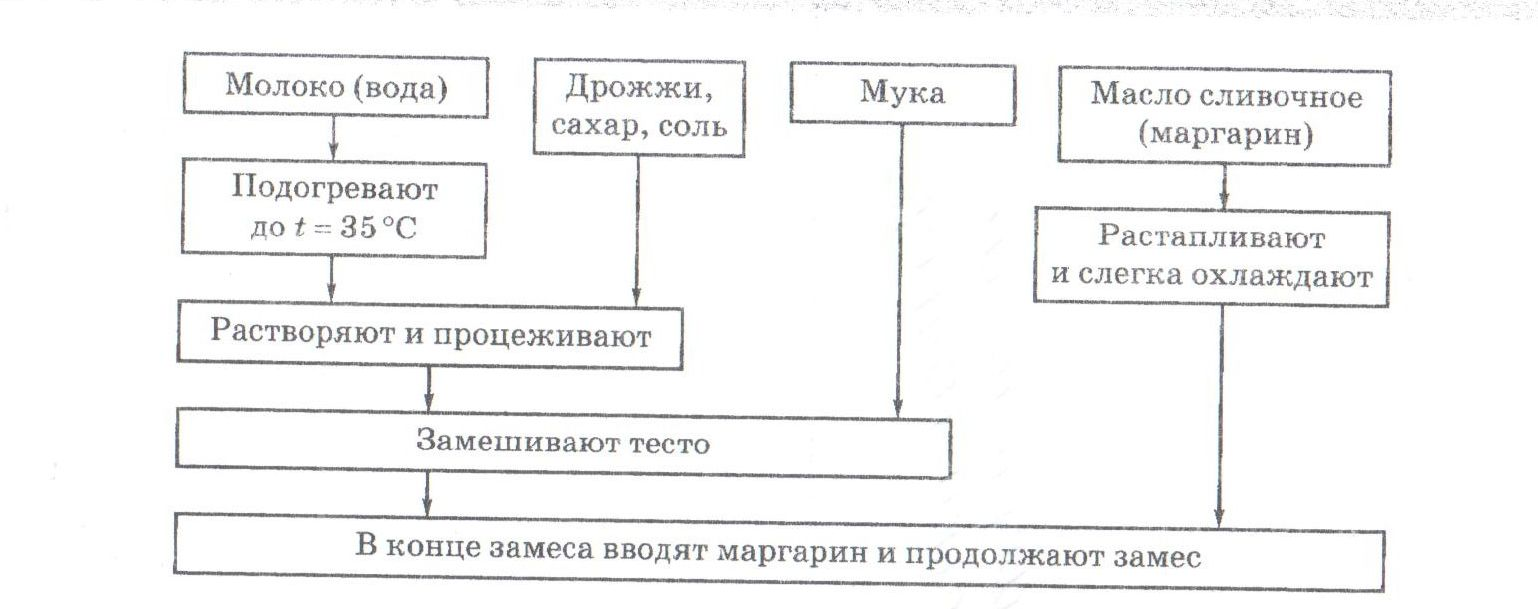 Молоко (вода)
Дрожжи,
сахар, соль
Мука
Масло сливочное
(маргарин)
Подогревают
до t = 35 °C
Растапливают
и слегка охлаждают
Растворяют и процеживают
Замешивают тесто
В конце замеса вводят маргарин и продолжают замес